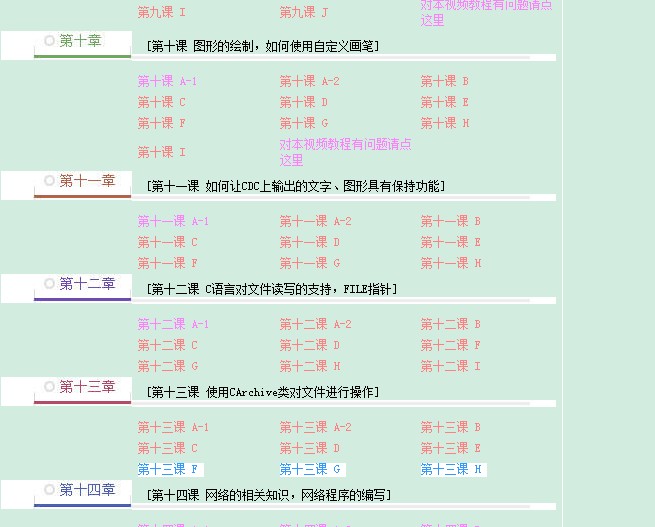 第九课 I 第九课 J 对本视频教程有问题请点
这里
第十章 [第十课 图形的绘制，如何使用自定义画笔]
第十课 A-1 第十课 A-2 第十课 B
第十课 C 第十课 D 第十课 E
第十课 F 第十课 G 第十课 H
第十课 I 对本视频教程有问题请点
这里
第十一章 [第十一课 如何让CDC上输出的文字、图形具有保持功能]
第十一课 A-1 第十一课 A-2 第十一课 B
第十一课 C 第十一课 D 第十一课 E
第十一课 F 第十一课 G 第十一课 H
第十二章 [第十二课 C语言对文件读写的支持，FILE指针]
第十二课 A-1 第十二课 A-2 第十二课 B
第十二课 C 第十二课 D 第十二课 F
第十二课 G 第十二课 H 第十二课 I
第十三章 [第十三课 使用CArchive类对文件进行操作]
第十三课 A-1 第十三课 A-2 第十三课 B
第十三课 C 第十三课 D 第十三课 E
第十三课 F 第十三课 G 第十三课 H
第十四章 [第十四课 网络的相关知识，网络程序的编写]